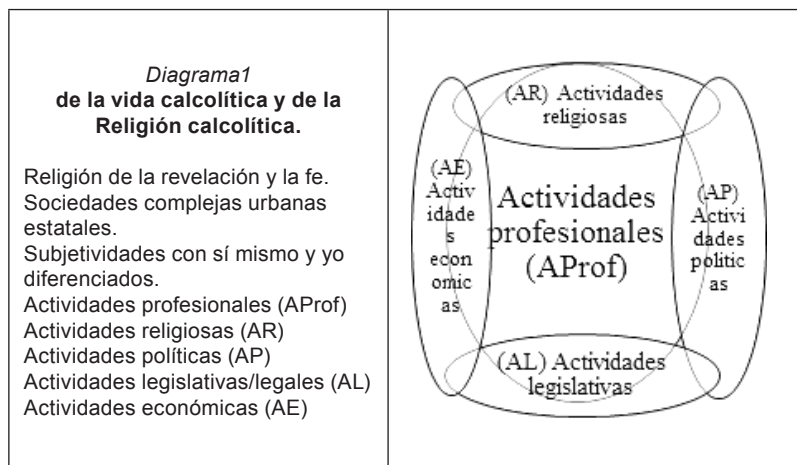 Diagrama1
de la vida calcolítica y de la
Religión calcolítica.
Religión de la revelación y la fe.
Sociedades complejas urbanas
estatales.
Subjetividades con sí mismo y yo
diferenciados.
Actividades profesionales (AProf)
Actividades religiosas (AR)
Actividades políticas (AP)
Actividades legislativas/legales (AL)
Actividades económicas (AE)
(AR) Actividades
religiosas
(AE)
Activ
idade
s
econ
omic
as
Actividades
profesionales
(AProf)
(AP)
Activi
dades
politic
as
(AL) Actividades
legislativas